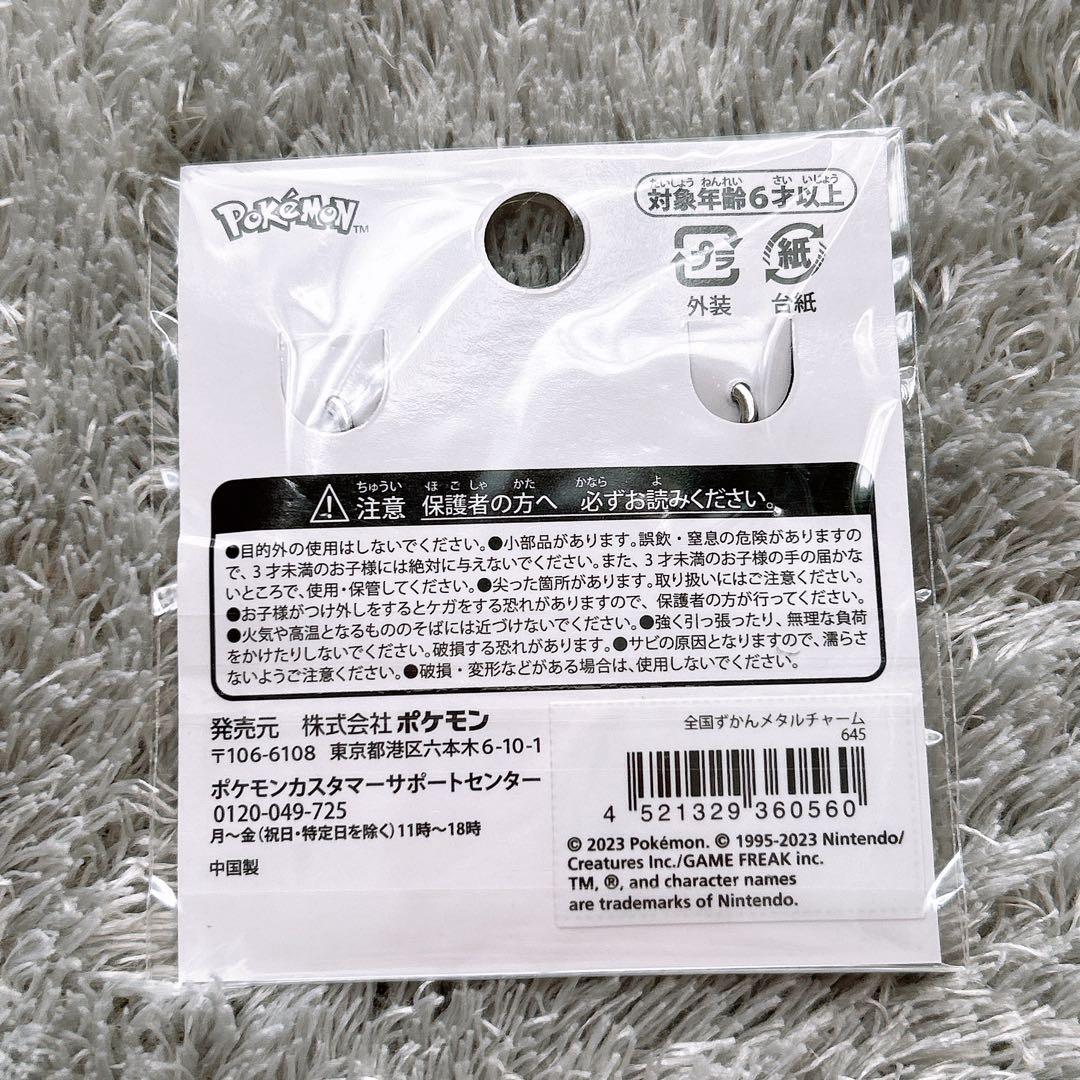 Pokémon™
たいしょう ねんれい さい いじょう
対象年齢6才以上
プラ
紙
外装
台紙
ちゅうい ほごしゃ かた かなら よ
注意 保護者の方へ 必ずお読みください。
●目的外の使用はしないでください。●小部品があります。誤飲・窒息の危険がありますの
で、3才未満のお子様には絶対に与えないでください。また、3才未満のお子様の手の届かな
いところで、使用・保管してください。●尖った箇所があります。取り扱いにはご注意ください。
●お子様がつけ外しをするとケガをする恐れがありますので、保護者の方が行ってください。
●火気や高温となるもののそばには近づけないでください。●強く引っ張ったり、無理な負荷
をかけたりしないでください。破損する恐れがあります。●サビの原因となりますので、濡らさ
ないようご注意ください。●破損・変形などがある場合は、使用しないでください。
発売元 株式会社ポケモン
〒106-6108 東京都港区六本木6-10-1
ポケモンカスタマーサポートセンター
0120-049-725
月～金(祝日・特定日を除く)11時～18時
中国製
全国ずかんメタルチャーム
645
4 521329 360560
© 2023 Pokémon. © 1995-2023 Nintendo/
Creatures Inc./GAME FREAK inc.
TM, ®, and character names
are trademarks of Nintendo.